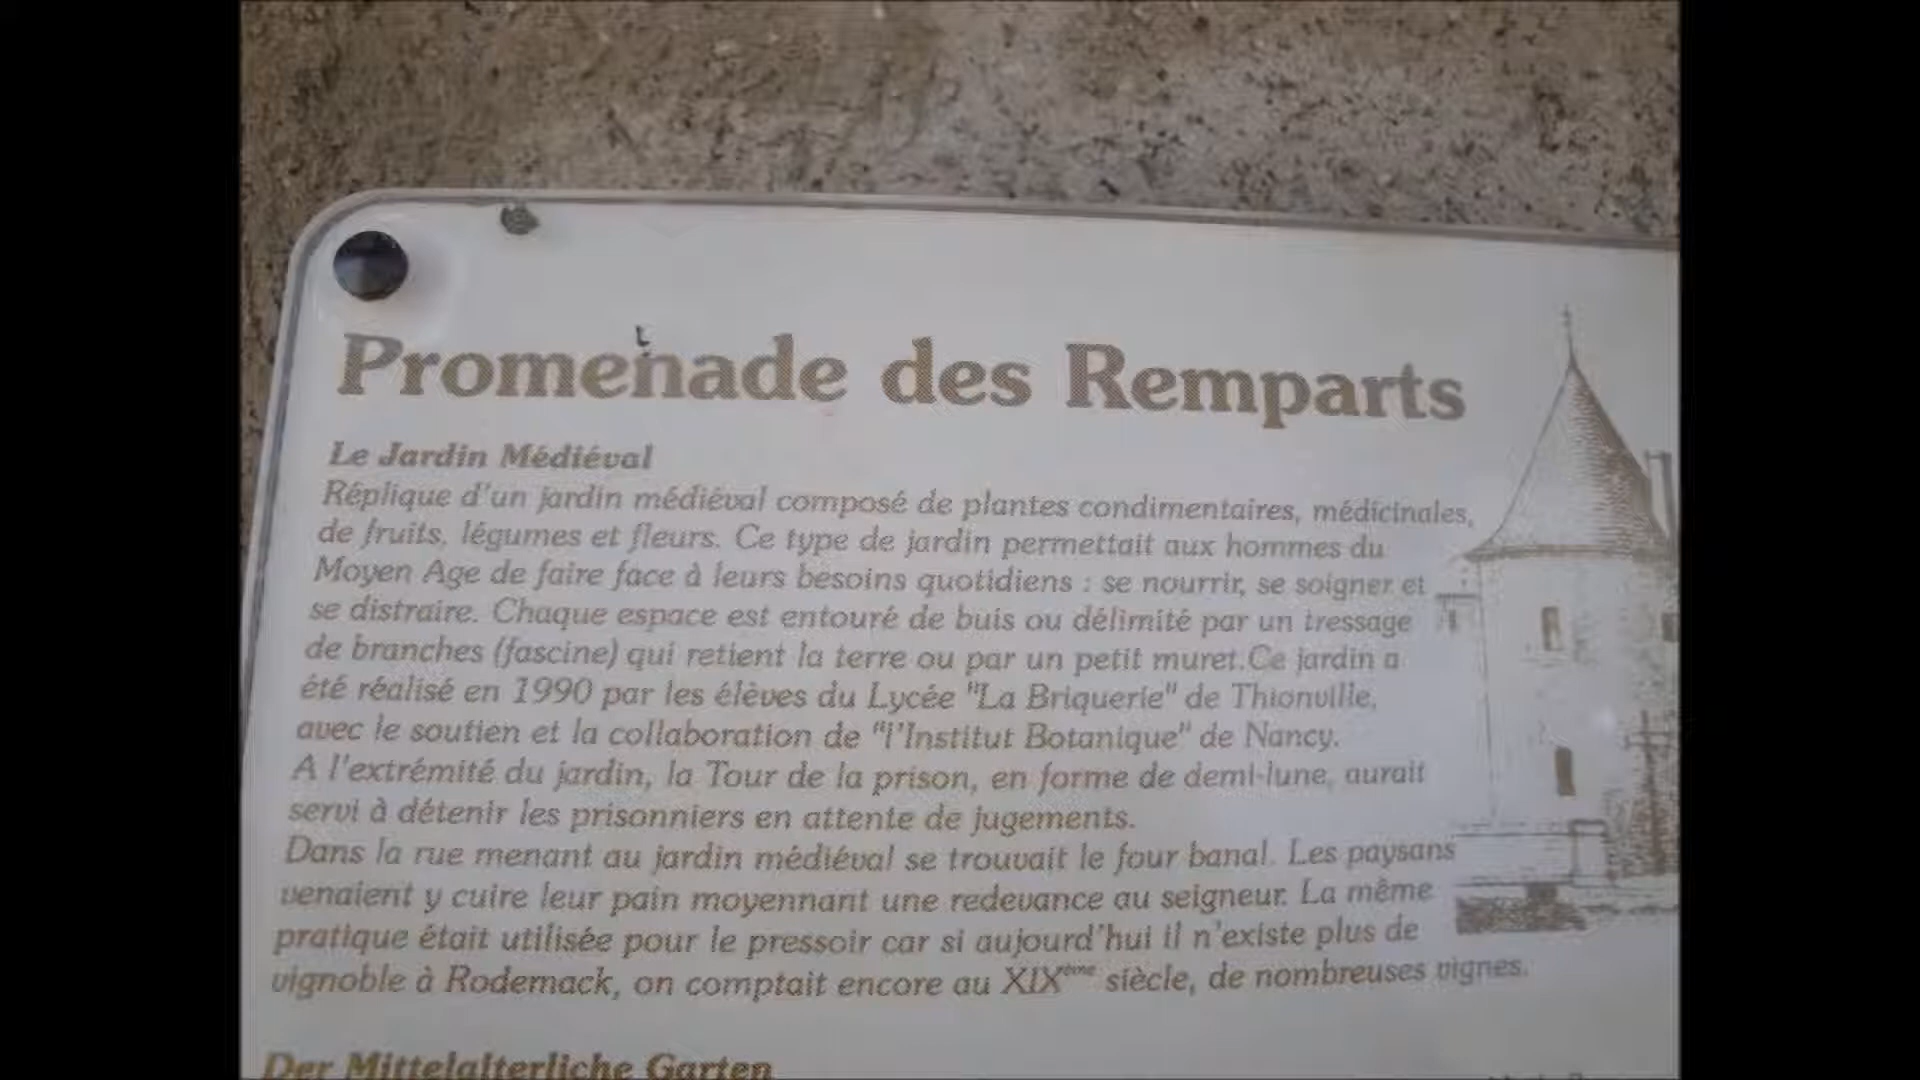 Promenade des Remparts
Le Jardin Médiéval
Réplique d'un jardin médiéval composé de plantes condimentaires, médicinales,
de fruits, légumes et fleurs. Ce type de jardin permettait aux hommes du
Moyen Age de faire face à leurs besoins quotidiens : se nourrir, se soigner et
se distraire. Chaque espace est entouré de buis ou délimité par un tressage
de branches (fascine) qui retient la terre ou par un petit muret.Ce jardin a
été réalisé en 1990 par les élèves du Lycée "La Briquerie" de Thionville,
avec le soutien et la collaboration de "l'Institut Botanique" de Nancy.
A l'extrémité du jardin, la Tour de la prison, en forme de demi-lune, aurait
servi à détenir les prisonniers en attente de jugements.
Dans la rue menant au jardin médiéval se trouvait le four banal. Les paysans
venaient y cuire leur pain moyennant une redevance au seigneur. La même
pratique était utilisée pour le pressoir car si aujourd'hui il n'existe plus de
vignoble à Rodemack, on comptait encore au XIXème siècle, de nombreuses vignes.
Der Mittelalterliche Garten